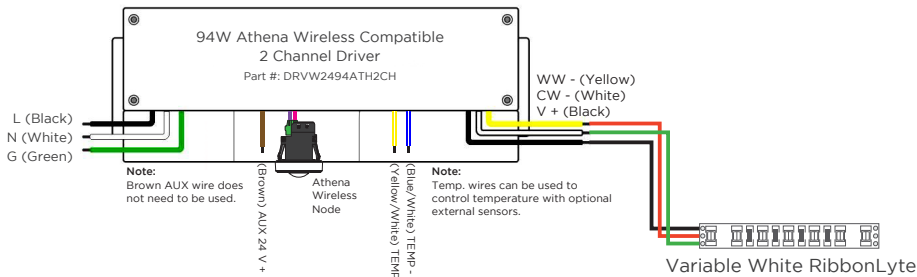 94W Athena Wireless Compatible
2 Channel Driver
Part #: DRVW2494ATH2CH
WW - (Yellow)
CW - (White)
V + (Black)
L (Black)
N (White)
G (Green)
Note:
Brown AUX wire does
not need to be used.
(Brown) AUX 24 V +
Athena
Wireless
Node
(Yellow/White) TEMP
(Blue/White) TEMP -
Note:
Temp. wires can be used to
control temperature with optional
external sensors.
Variable White RibbonLyte